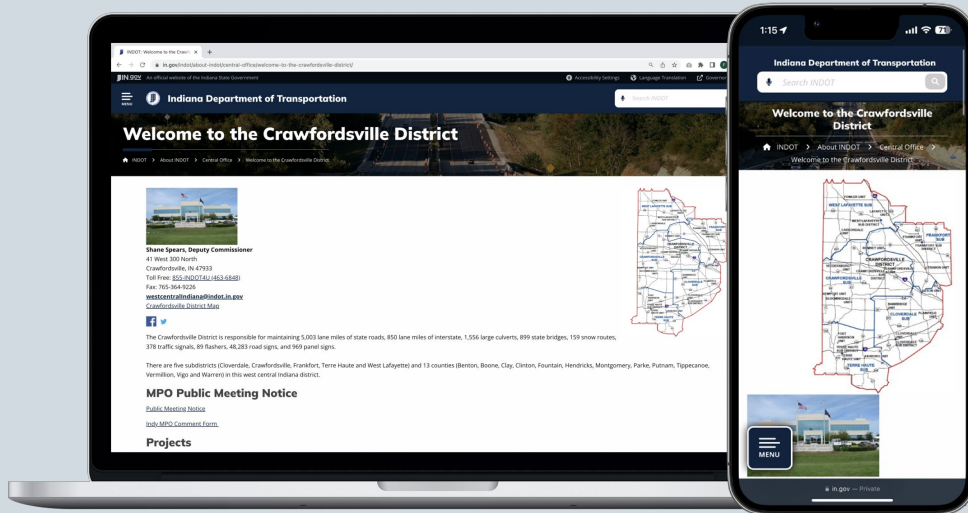 INDOT: Welcome to the Crawfo
in.gov/indot/about-indot/central-office/welcome-to-the-crawfordsville-district/
IN.gov An official website of the Indiana State Government
Accessibility Settings
Language Translation
Governor
MENU
Indiana Department of Transportation
Search INDOT
Welcome to the Crawfordsville District
INDOT > About INDOT > Central Office > Welcome to the Crawfordsville District
Shane Spears, Deputy Commissioner
41 West 300 North
Crawfordsville, IN 47933
Toll Free: 855-INDOT4U (463-6848)
Fax: 765-364-9226
westcentralindiana@indot.in.gov
Crawfordsville District Map
The Crawfordsville District is responsible for maintaining 5,003 lane miles of state roads, 850 lane miles of interstate, 1,556 large culverts, 899 state bridges, 159 snow routes,
378 traffic signals, 89 flashers, 48,283 road signs, and 969 panel signs.
There are five subdistricts (Cloverdale, Crawfordsville, Frankfort, Terre Haute and West Lafayette) and 13 counties (Benton, Boone, Clay, Clinton, Fountain, Hendricks, Montgomery, Parke, Putnam, Tippecanoe,
Vermillion, Vigo and Warren) in this west central Indiana district.
MPO Public Meeting Notice
Public Meeting Notice
Indy MPO Comment Form
Projects
1:15
71
Indiana Department of Transportation
Search INDOT
Welcome to the Crawfordsville
District
INDOT > About INDOT > Central Office >
Welcome to the Crawfordsville District
FOWLER UNIT
WEST LAFAYETTE SUB
FRANKFORT
SUB
CRAWFORDSVILLE
DISTRICT
CRAWFORDSVILLE
SUB
CLOVERDALE
SUB
TERRE HAUTE
SUB
MENU
in.gov — Private